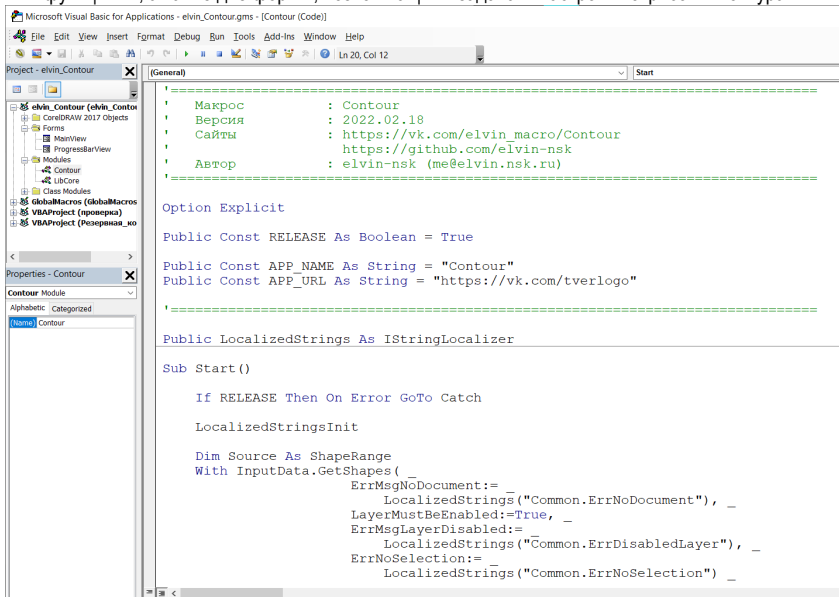 Microsoft Visual Basic for Applications - elvin_Contour.gms - [Contour (Code)]
File Edit View Insert Format Debug Run Tools Add-Ins Window Help
Ln 20, Col 12
Project - elvin_Contour
(General)
Start
elvin_Contour (elvin_Contou
CorelDRAW 2017 Objects
Forms
MainView
ProgressBarView
Modules
Contour
LibCore
Class Modules
GlobalMacros (GlobalMacros
VBAProject (проверка)
VBAProject (Резервная_ко
Properties - Contour
Contour Module
Alphabetic Categorized
(Name) Contour
'===============================================================================
'   Макрос          : Contour
'   Версия          : 2022.02.18
'   Сайты           : https://vk.com/elvin_macro/Contour
'                     https://github.com/elvin-nsk
'   Автор           : elvin-nsk (me@elvin.nsk.ru)
'===============================================================================
Option Explicit
Public Const RELEASE As Boolean = True
Public Const APP_NAME As String = "Contour"
Public Const APP_URL As String = "https://vk.com/tverlogo"
'===============================================================================
Public LocalizedStrings As IStringLocalizer
Sub Start()
If RELEASE Then On Error GoTo Catch
LocalizedStringsInit
Dim Source As ShapeRange
With InputData.GetShapes( _
ErrMsgNoDocument:= _
LocalizedStrings("Common.ErrNoDocument"), _
LayerMustBeEnabled:=True, _
ErrMsgLayerDisabled:= _
LocalizedStrings("Common.ErrDisabledLayer"), _
ErrNoSelection:= _
LocalizedStrings("Common.ErrNoSelection") _